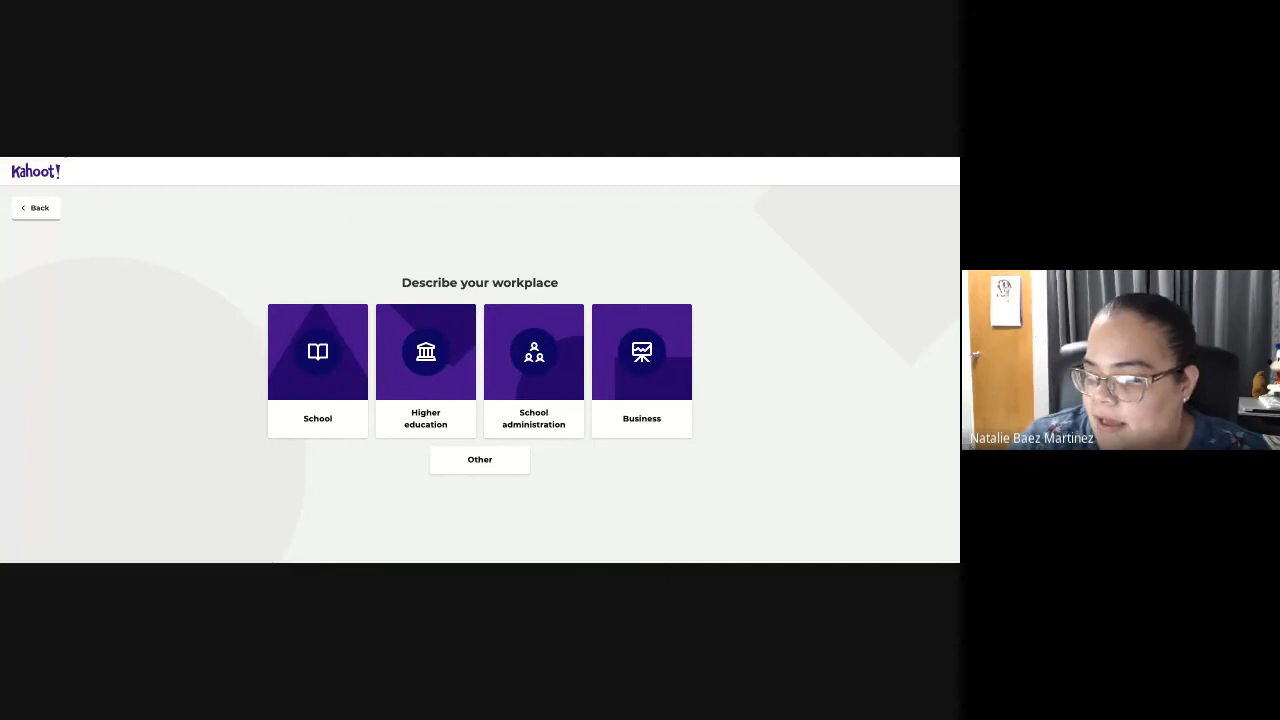 Kahoot!
Back
Describe your workplace
School
Higher
education
School
administration
Business
Other
Natalie Baez Martinez